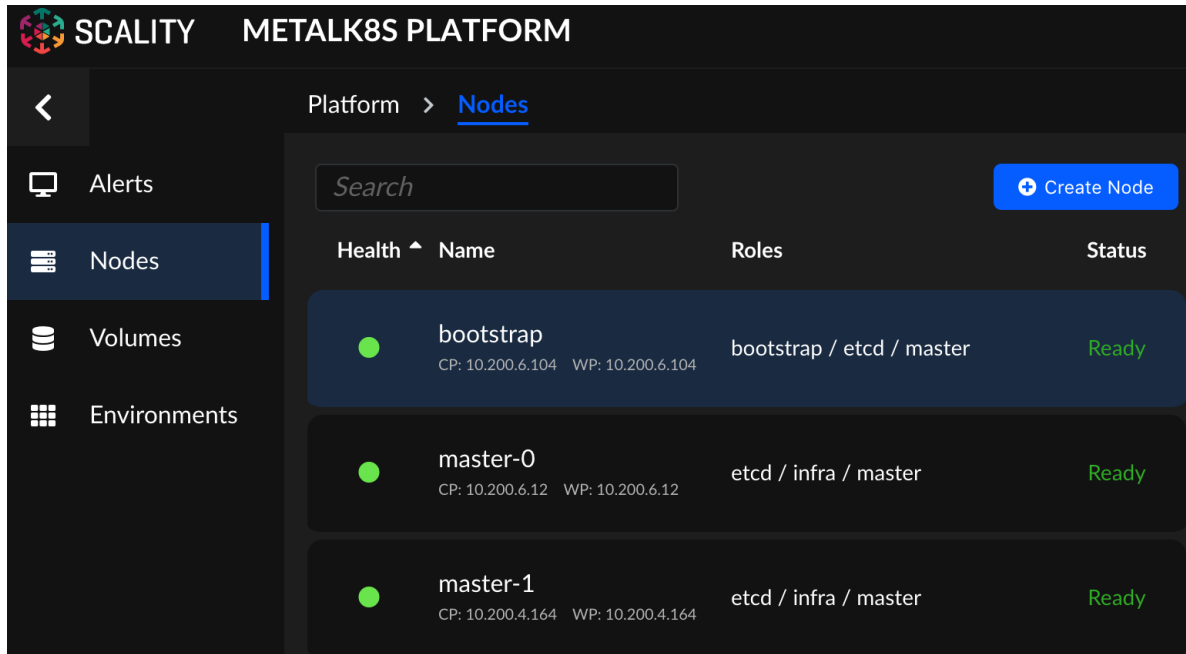 SCALITY METALK8S PLATFORM
Platform > Nodes
Alerts
Nodes
Volumes
Environments
Search
Create Node
Health Name Roles Status
bootstrap
CP: 10.200.6.104 WP: 10.200.6.104
bootstrap / etcd / master
Ready
master-0
CP: 10.200.6.12 WP: 10.200.6.12
etcd / infra / master
Ready
master-1
CP: 10.200.4.164 WP: 10.200.4.164
etcd / infra / master
Ready